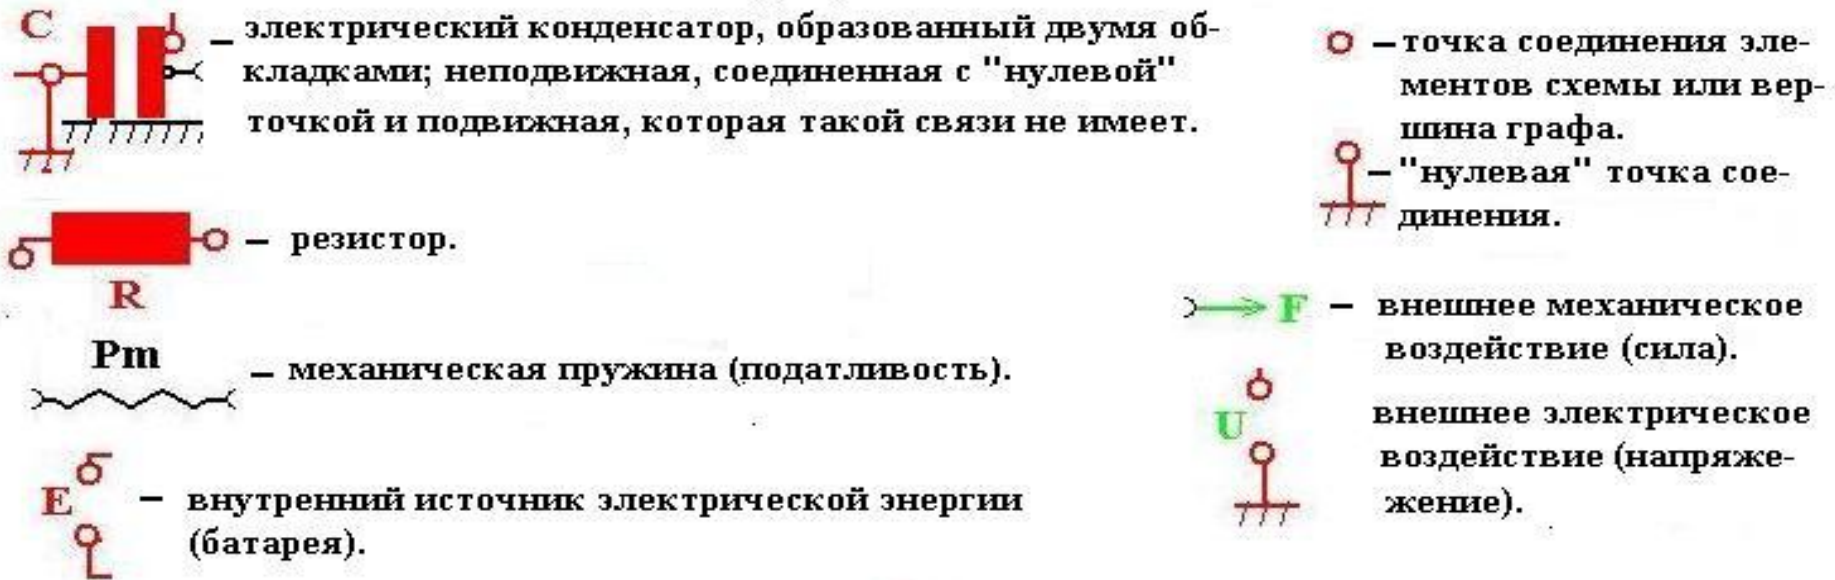 C
– электрический конденсатор, образованный двумя об-
кладками; неподвижная, соединенная с "нулевой"
точкой и подвижная, которая такой связи не имеет.
– резистор.
R
Pm
– механическая пружина (податливость).
E – внутренний источник электрической энергии
(батарея).
– точка соединения эле-
ментов схемы или вер-
шина графа.
– "нулевая" точка сое-
динения.
F – внешнее механическое
воздействие (сила).
U
внешнее электрическое
воздействие (напряже-
жение).